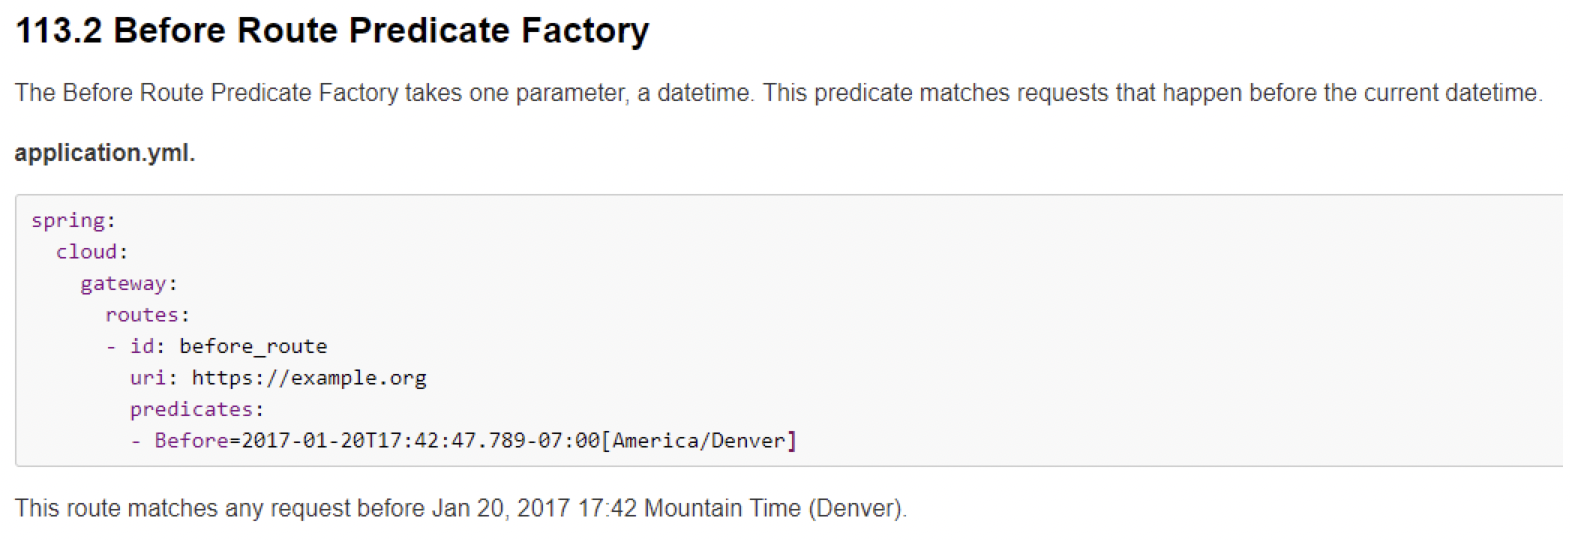 113.2 Before Route Predicate Factory
The Before Route Predicate Factory takes one parameter, a datetime. This predicate matches requests that happen before the current datetime.
application.yml.
spring:
  cloud:
    gateway:
      routes:
      - id: before_route
        uri: https://example.org
        predicates:
        - Before=2017-01-20T17:42:47.789-07:00[America/Denver]
This route matches any request before Jan 20, 2017 17:42 Mountain Time (Denver).